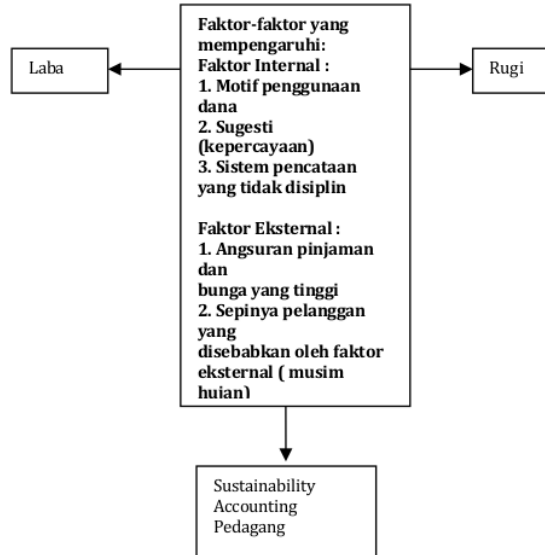 Laba
Faktor-faktor yang
mempengaruhi:
Faktor Internal :
1. Motif penggunaan
dana
2. Sugesti
(kepercayaan)
3. Sistem pencataan
yang tidak disiplin
Faktor Eksternal :
1. Angsuran pinjaman
dan
bunga yang tinggi
2. Sepinya pelanggan
yang
disebabkan oleh faktor
eksternal ( musim
hujan)
Rugi
Sustainability
Accounting
Pedagang